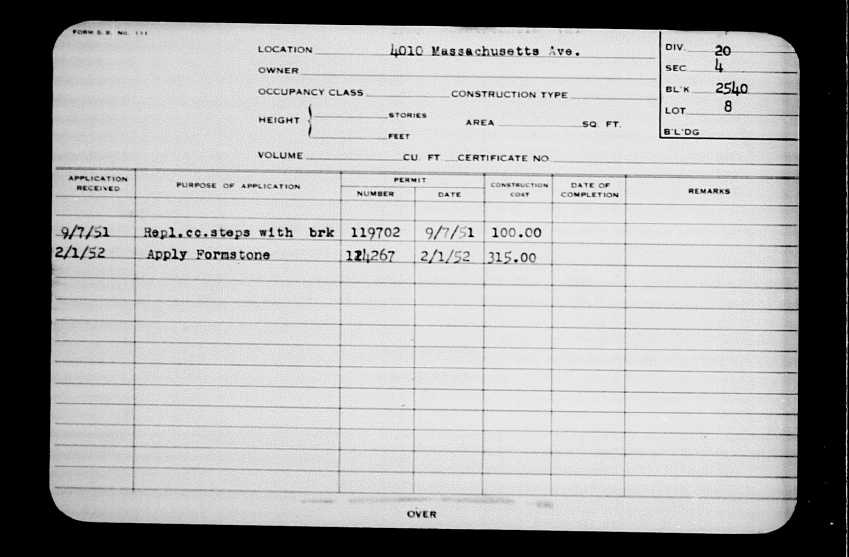 FORM S. B. No. 111
LOCATION 4010 Massachusetts Ave.
OWNER
OCCUPANCY CLASS CONSTRUCTION TYPE
HEIGHT { STORIES AREA SQ. FT.
FEET
VOLUME CU. FT. CERTIFICATE NO.
DIV. 20
SEC. 4
BL'K 2540
LOT 8
B'L'DG
APPLICATION RECEIVED PURPOSE OF APPLICATION PERMIT NUMBER DATE CONSTRUCTION COST DATE OF COMPLETION REMARKS
9/7/51 Repl.cc.steps with brk 119702 9/7/51 100.00
2/1/52 Apply Formstone 124267 2/1/52 315.00
OVER